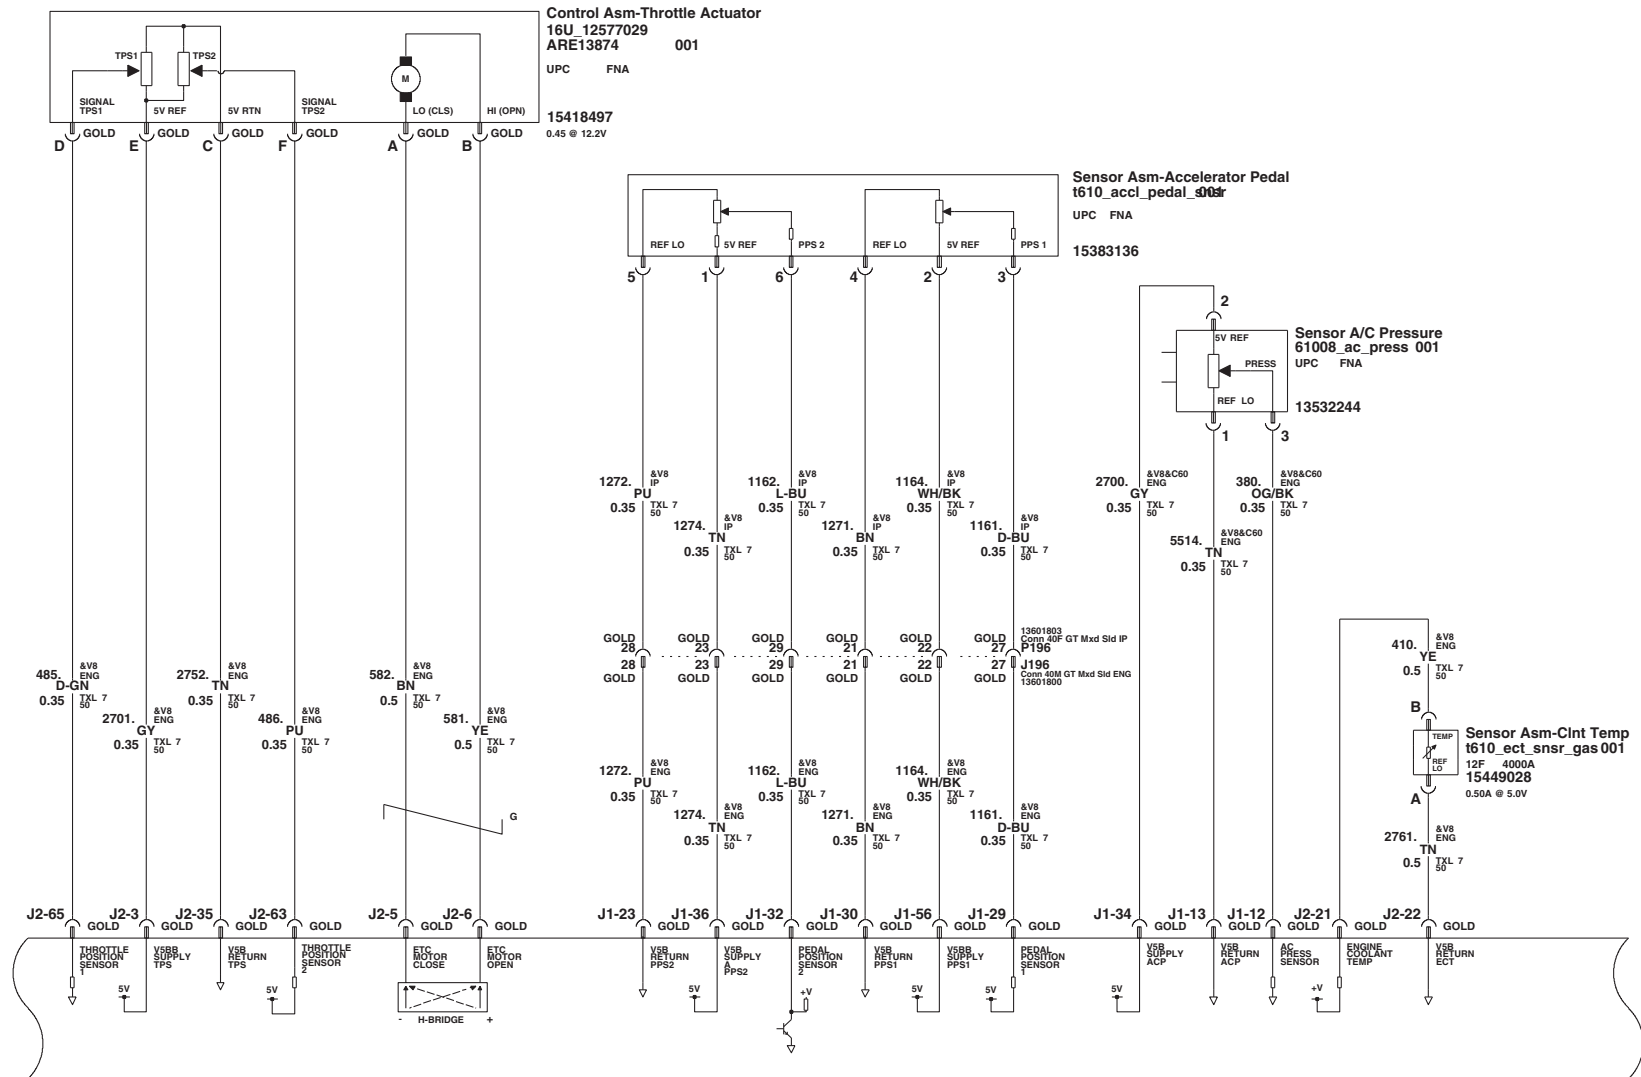 Control Asm-Throttle Actuator
16U_12577029
ARE13874 001
UPC FNA
15418497
0.45 @ 12.2V
TPS1
TPS2
M
SIGNAL
TPS1
5V REF
5V RTN
SIGNAL
TPS2
LO (CLS)
HI (OPN)
D GOLD
E GOLD
C GOLD
F GOLD
A GOLD
B GOLD
Sensor Asm-Accelerator Pedal
t610_accl_pedal_snsr 001
UPC FNA
15383136
REF LO
5V REF
PPS 2
REF LO
5V REF
PPS 1
5
1
6
4
2
3
2
Sensor A/C Pressure
61008_ac_press 001
UPC FNA
13532244
5V REF
PRESS
REF LO
1
3
1272. &V8
IP
PU
0.35 TXL 7
50
1274. &V8
IP
TN
0.35 TXL 7
50
1162. &V8
IP
L-BU
0.35 TXL 7
50
1271. &V8
IP
BN
0.35 TXL 7
50
1164. &V8
IP
WH/BK
0.35 TXL 7
50
1161. &V8
IP
D-BU
0.35 TXL 7
50
2700. &V8&C60
ENG
GY
0.35 TXL 7
50
5514. &V8&C60
ENG
TN
0.35 TXL 7
50
380. &V8&C60
ENG
OG/BK
0.35 TXL 7
50
GOLD GOLD GOLD GOLD GOLD GOLD
28 23 29 21 22 27
13601803
Conn 40F GT Mxd Sld IP
P196
28 23 29 21 22 27
GOLD GOLD GOLD GOLD GOLD GOLD
J196
Conn 40M GT Mxd Sld ENG
13601800
485. &V8
ENG
D-GN
0.35 TXL 7
50
2701. &V8
ENG
GY
0.35 TXL 7
50
2752. &V8
ENG
TN
0.35 TXL 7
50
486. &V8
ENG
PU
0.35 TXL 7
50
582. &V8
ENG
BN
0.5 TXL 7
50
581. &V8
ENG
YE
0.5 TXL 7
50
G
1272. &V8
ENG
PU
0.35 TXL 7
50
1274. &V8
ENG
TN
0.35 TXL 7
50
1162. &V8
ENG
L-BU
0.35 TXL 7
50
1271. &V8
ENG
BN
0.35 TXL 7
50
1164. &V8
ENG
WH/BK
0.35 TXL 7
50
1161. &V8
ENG
D-BU
0.35 TXL 7
50
410. &V8
ENG
YE
0.5 TXL 7
50
B
TEMP
REF
LO
A
Sensor Asm-Clnt Temp
t610_ect_snsr_gas 001
12F 4000A
15449028
0.50A @ 5.0V
2761. &V8
ENG
TN
0.5 TXL 7
50
J2-65 GOLD
J2-3 GOLD
J2-35 GOLD
J2-63 GOLD
J2-5 GOLD
J2-6 GOLD
J1-23 GOLD
J1-36 GOLD
J1-32 GOLD
J1-30 GOLD
J1-56 GOLD
J1-29 GOLD
J1-34 GOLD
J1-13 GOLD
J1-12 GOLD
J2-21 GOLD
J2-22 GOLD
THROTTLE
POSITION
SENSOR
1
V5BB
SUPPLY
TPS
V5B
RETURN
TPS
THROTTLE
POSITION
SENSOR
2
ETC
MOTOR
CLOSE
ETC
MOTOR
OPEN
V5B
RETURN
PPS2
V5B
SUPPLY
A
PPS2
PEDAL
POSITION
SENSOR
2
V5B
RETURN
PPS1
V5BB
SUPPLY
PPS1
PEDAL
POSITION
SENSOR
1
V5B
SUPPLY
ACP
V5B
RETURN
ACP
AC
PRESS
SENSOR
ENGINE
COOLANT
TEMP
V5B
RETURN
ECT
5V
5V
5V
+V
5V
5V
5V
+V
- H-BRIDGE +